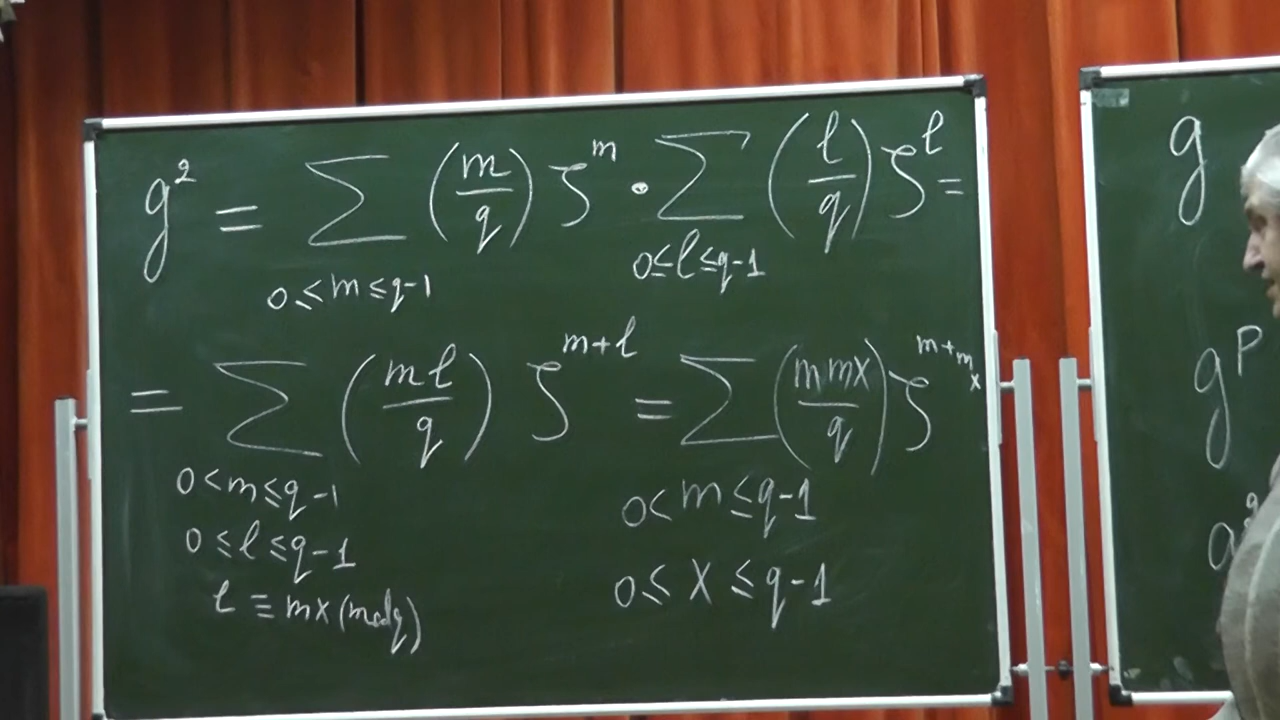 g² = ∑ (m/q) ζ^m · ∑ (l/q) ζ^l =
0 ≤ m ≤ q-1 0 ≤ l ≤ q-1
= ∑ (ml/q) ζ^{m+l} = ∑ (m mx/q) ζ^{m+mx}
0 < m ≤ q-1 0 < m ≤ q-1
0 ≤ l ≤ q-1 0 ≤ x ≤ q-1
l ≡ mx (mod q)
g
g^p